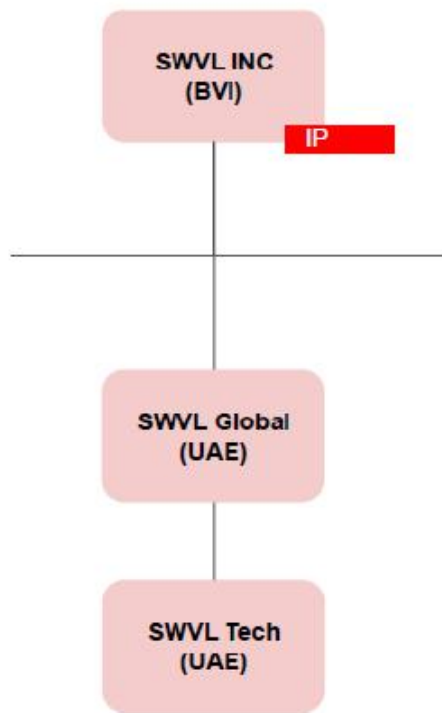 SWVL INC
(BVI)
IP
SWVL Global
(UAE)
SWVL Tech
(UAE)